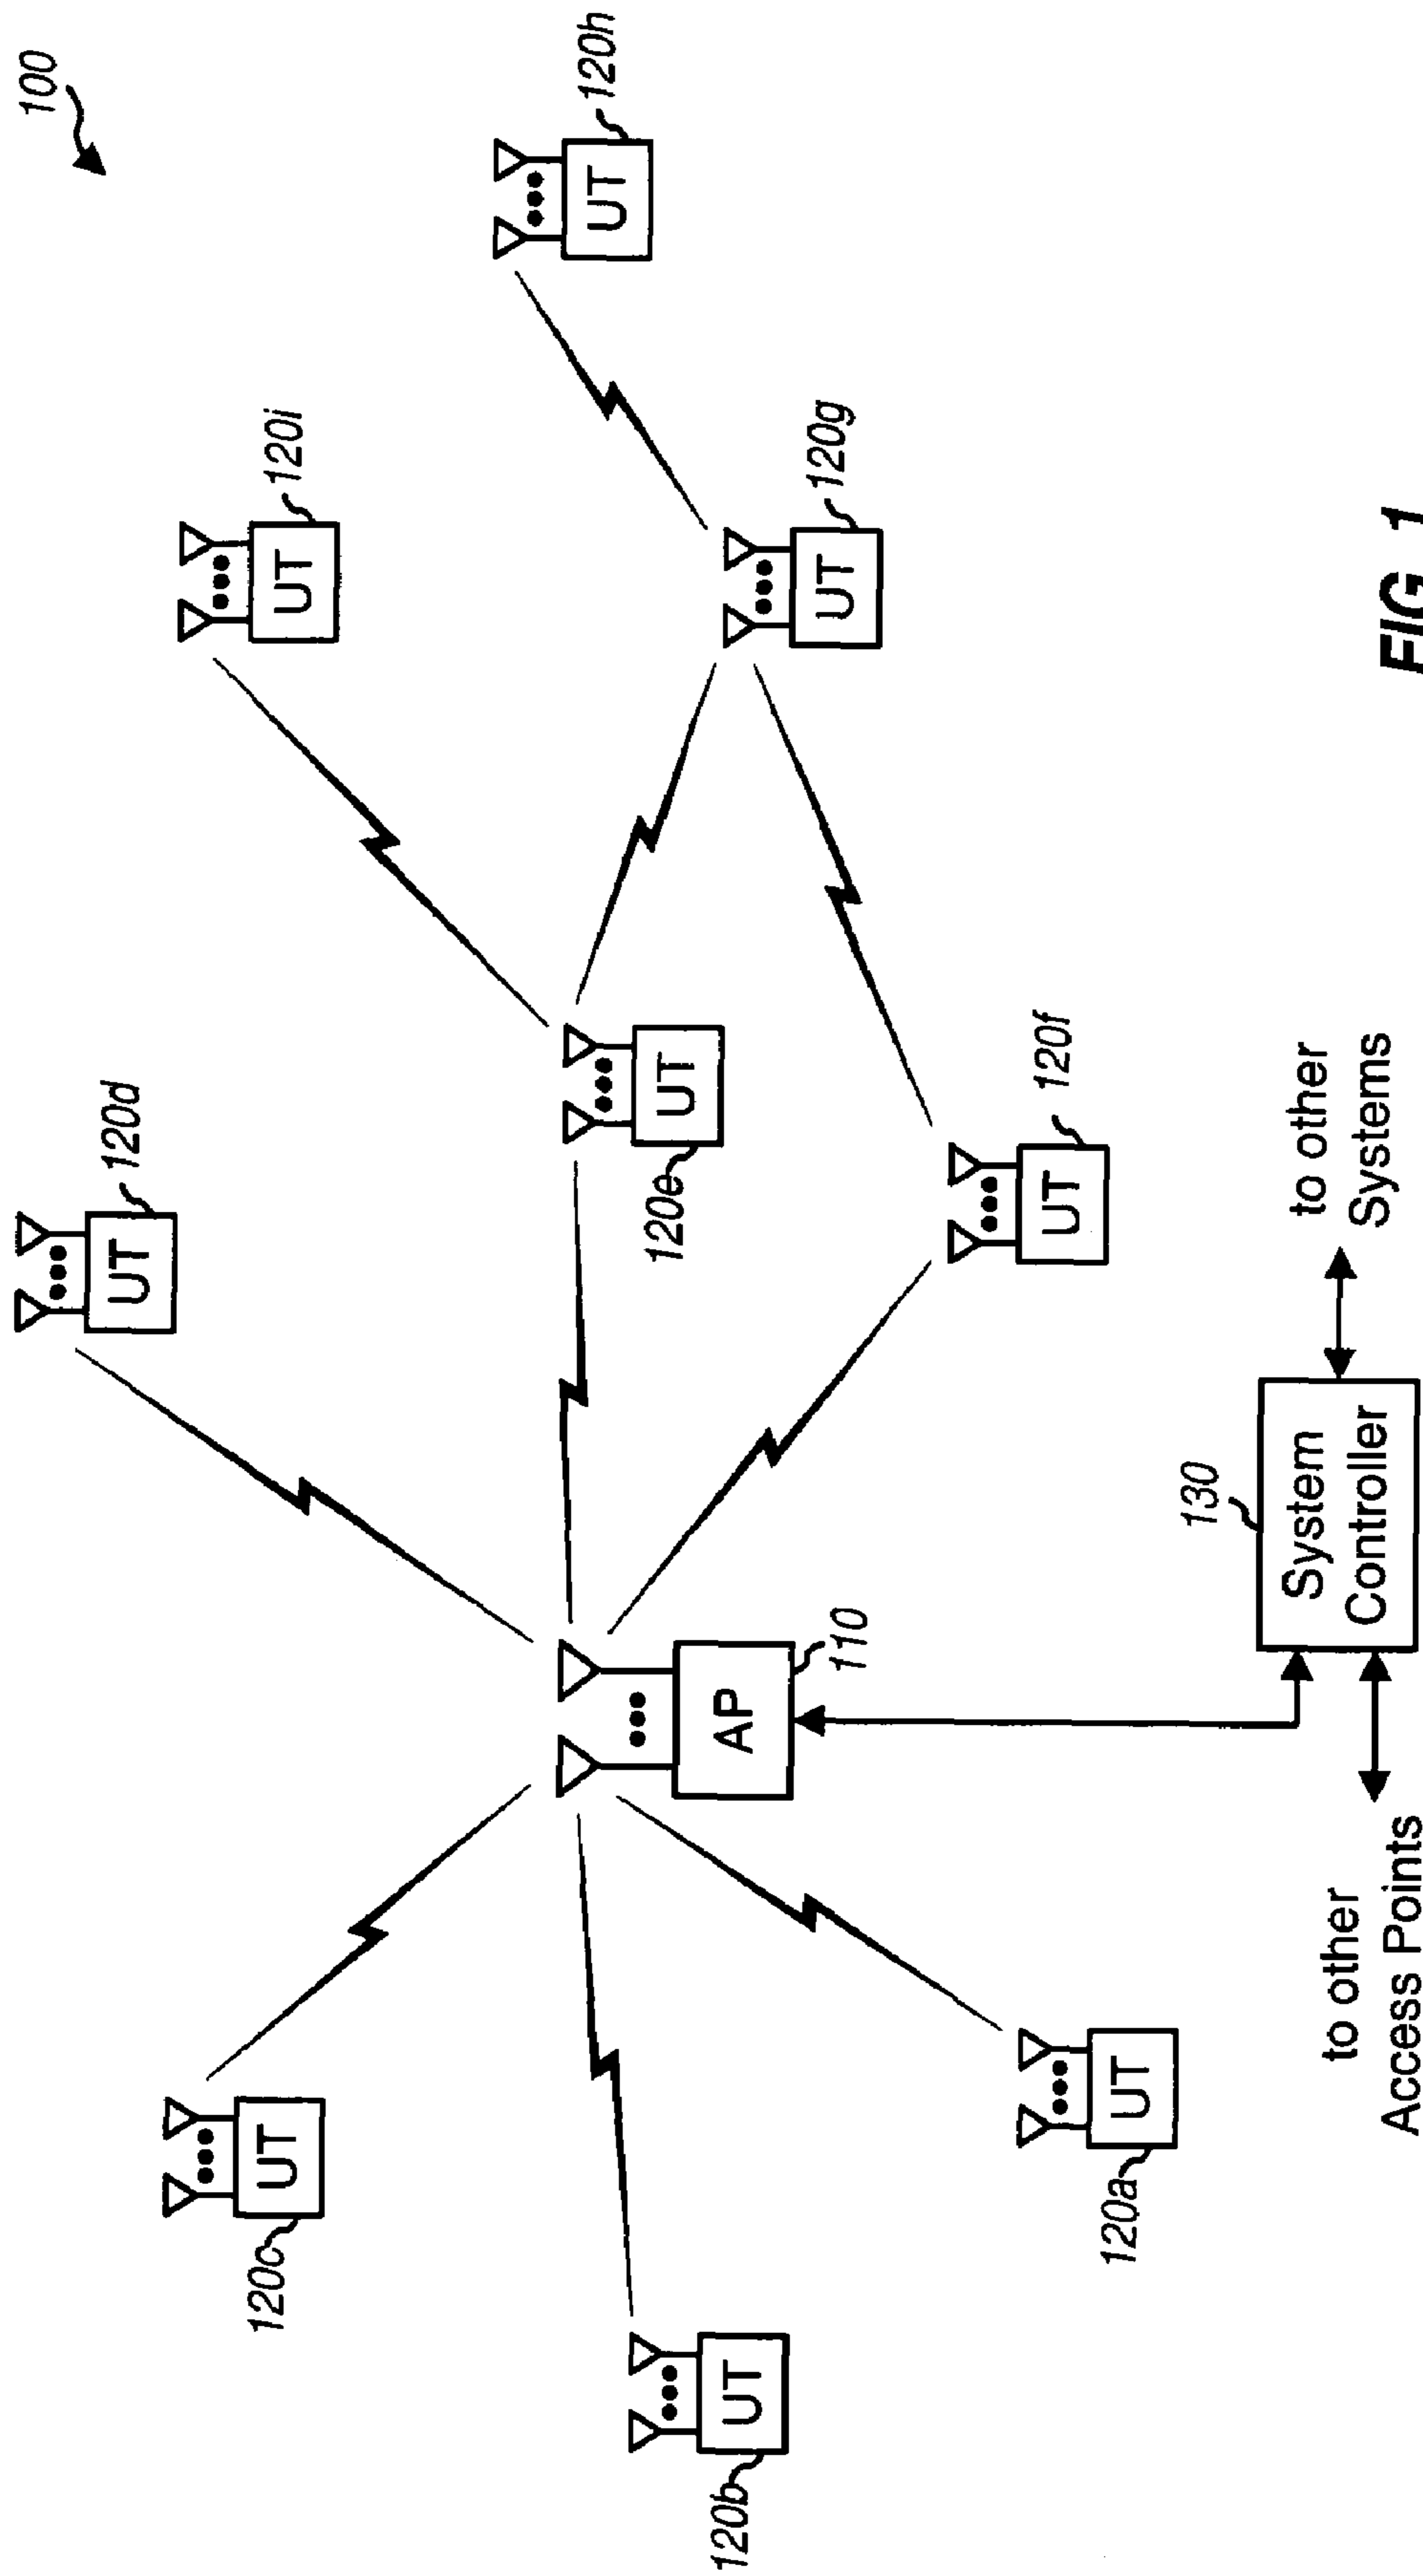 100
UT
120d
UT
120i
UT
120h
UT
120c
UT
120e
UT
120g
UT
120b
AP
110
UT
120f
UT
120a
130
System
Controller
to other
Systems
to other
Access Points
FIG. 1